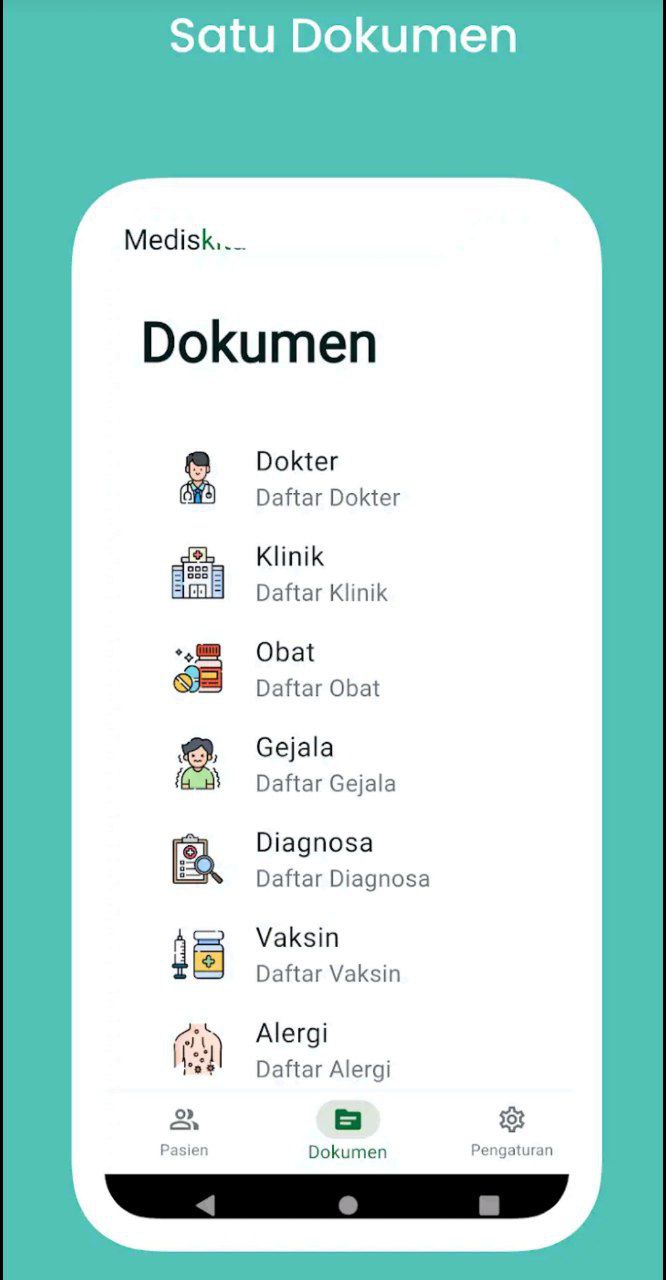 Satu Dokumen
Mediskita
Dokumen
Dokter
Daftar Dokter
Klinik
Daftar Klinik
Obat
Daftar Obat
Gejala
Daftar Gejala
Diagnosa
Daftar Diagnosa
Vaksin
Daftar Vaksin
Alergi
Daftar Alergi
Pasien
Dokumen
Pengaturan